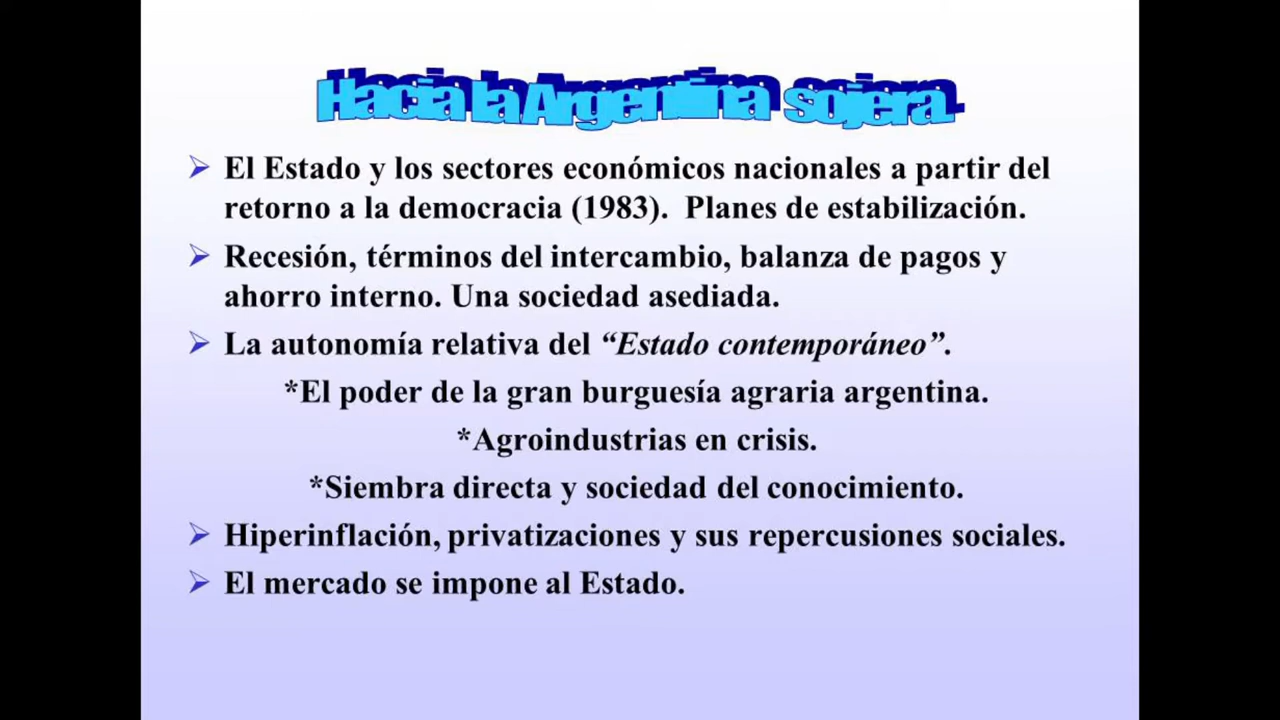 Hacia la Argentina sojera.
El Estado y los sectores económicos nacionales a partir del
retorno a la democracia (1983). Planes de estabilización.
Recesión, términos del intercambio, balanza de pagos y
ahorro interno. Una sociedad asediada.
La autonomía relativa del “Estado contemporáneo”.
*El poder de la gran burguesía agraria argentina.
*Agroindustrias en crisis.
*Siembra directa y sociedad del conocimiento.
Hiperinflación, privatizaciones y sus repercusiones sociales.
El mercado se impone al Estado.